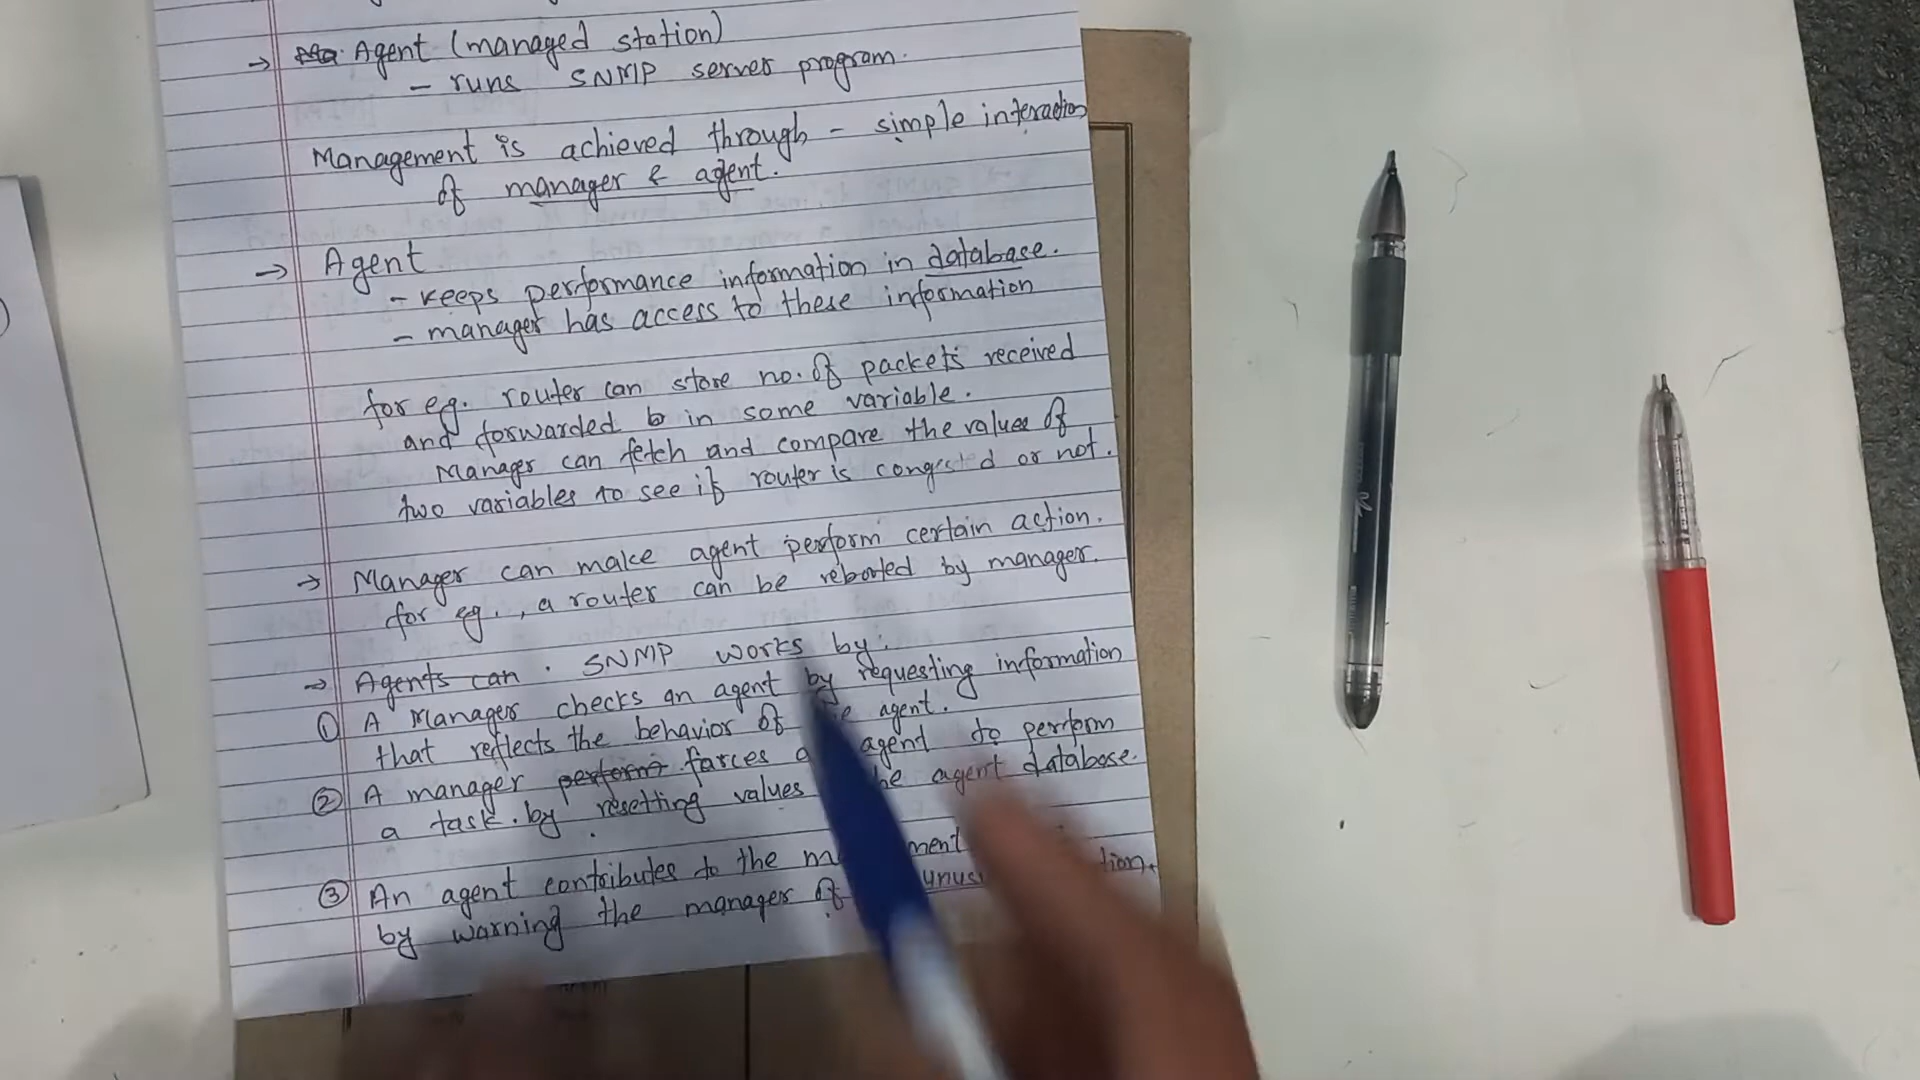 → Agent (managed station)
- runs SNMP server program.
Management is achieved through - simple interaction
of manager & agent.
→ Agent
- keeps performance information in database.
- manager has access to these information
for eg. router can store no. of packets received
and forwarded in some variable.
Manager can fetch and compare the values of
two variables to see if router is congested or not.
→ Manager can make agent perform certain action.
for eg., a router can be rebooted by manager.
→ Agents can. SNMP works by:
① A Manager checks an agent by requesting information
that reflects the behavior of agent.
② A manager perform forces agent to perform
a task. by resetting values agent database.
③ An agent contributes to the
by warning the manager of